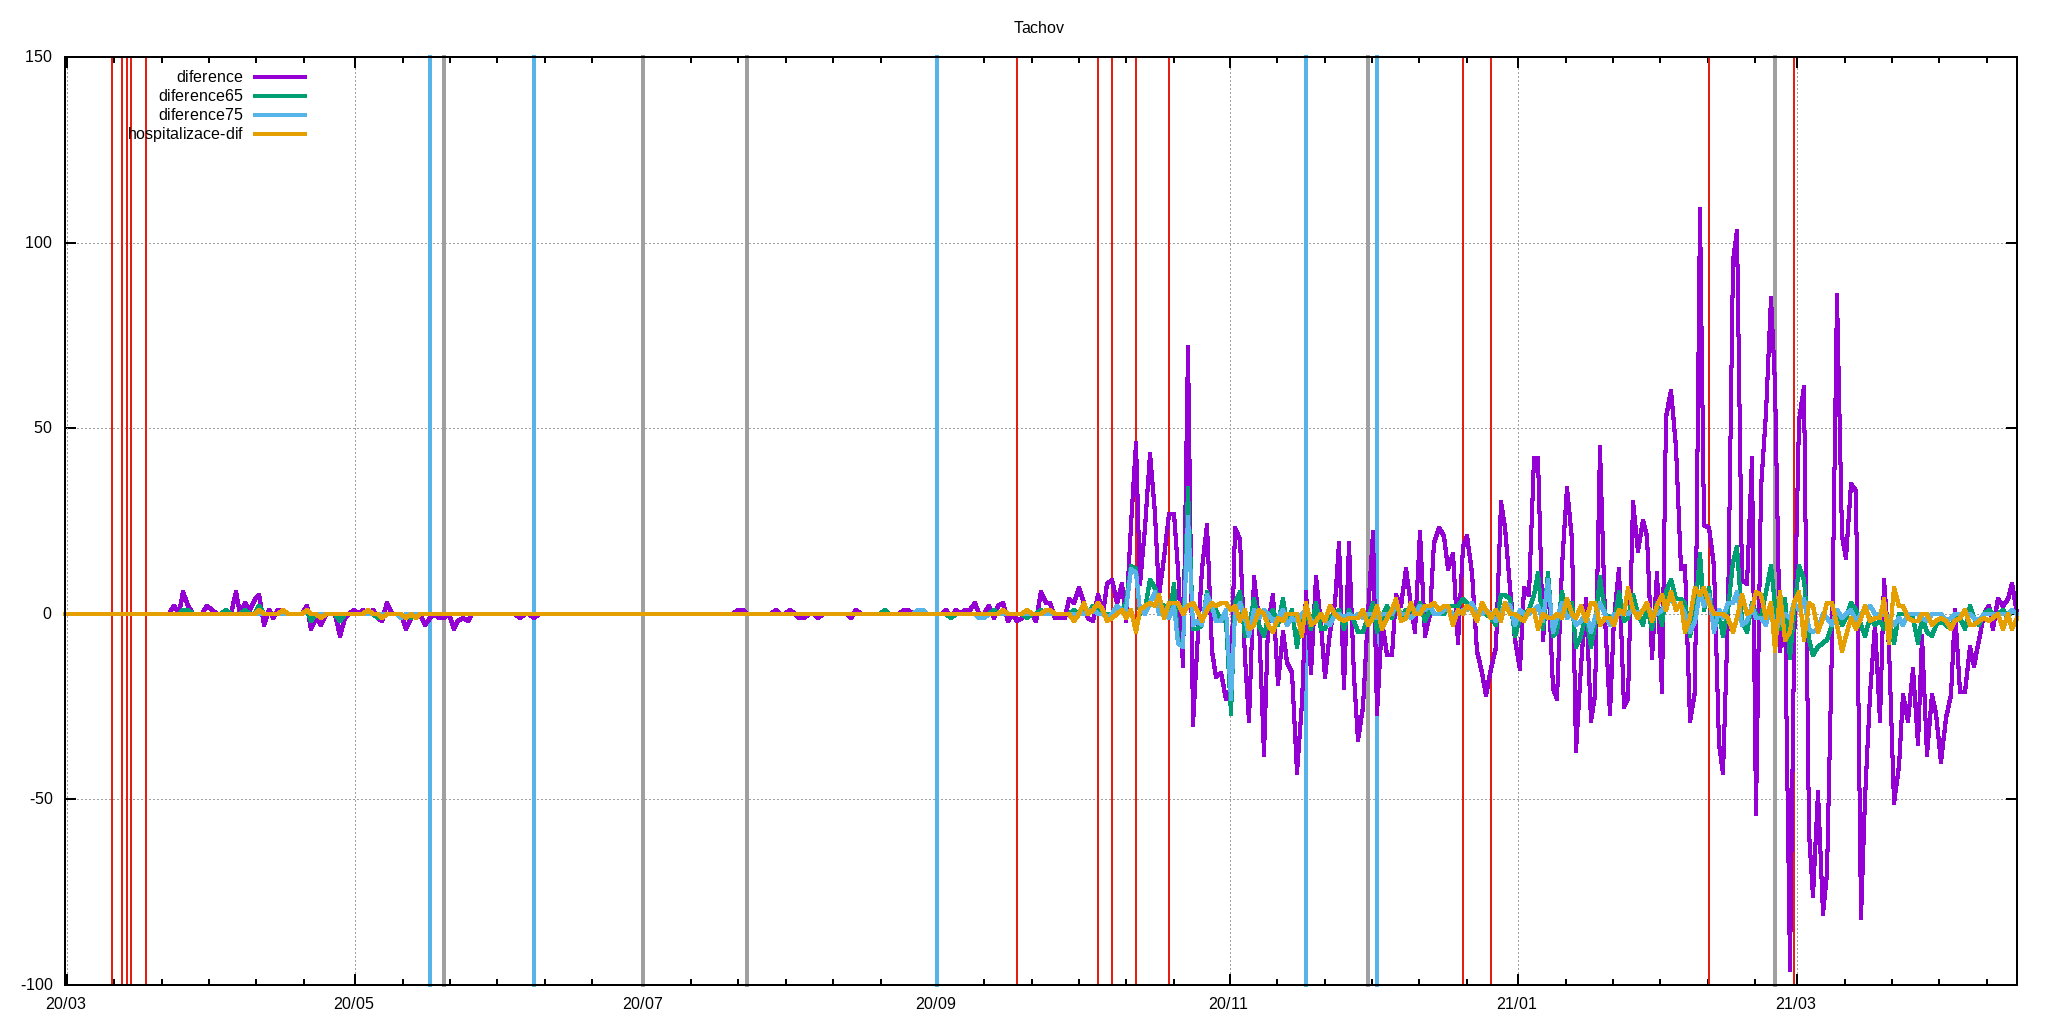 Tachov
150
100
50
0
-50
-100
diference
diference65
diference75
hospitalizace-dif
20/03 20/05 20/07 20/09 20/11 21/01 21/03